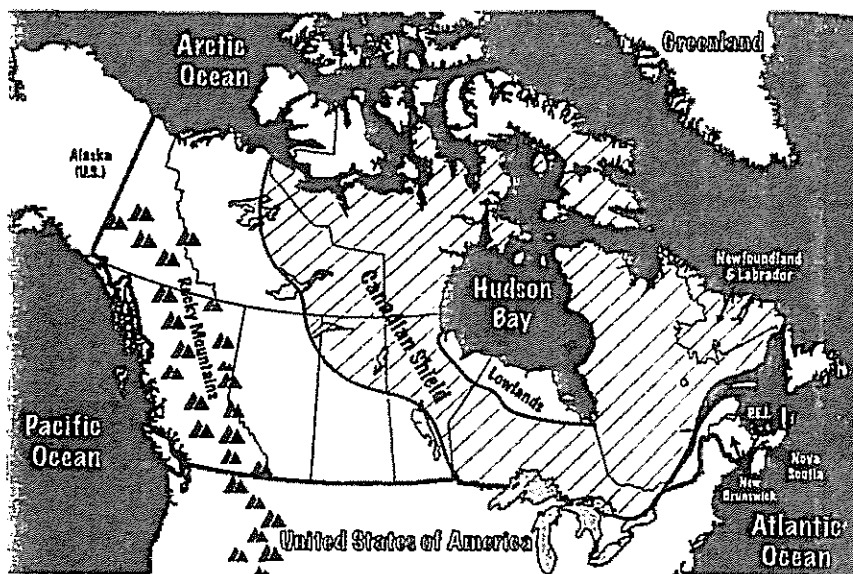 Arctic
Ocean
Greenland
Alaska
(U.S.)
Newfoundland
& Labrador
Rocky Mountains
Canadian Shield
Hudson
Bay
Lowlands
Pacific
Ocean
P.E.I.
Nova
Scotia
New
Brunswick
United States of America
Atlantic
Ocean